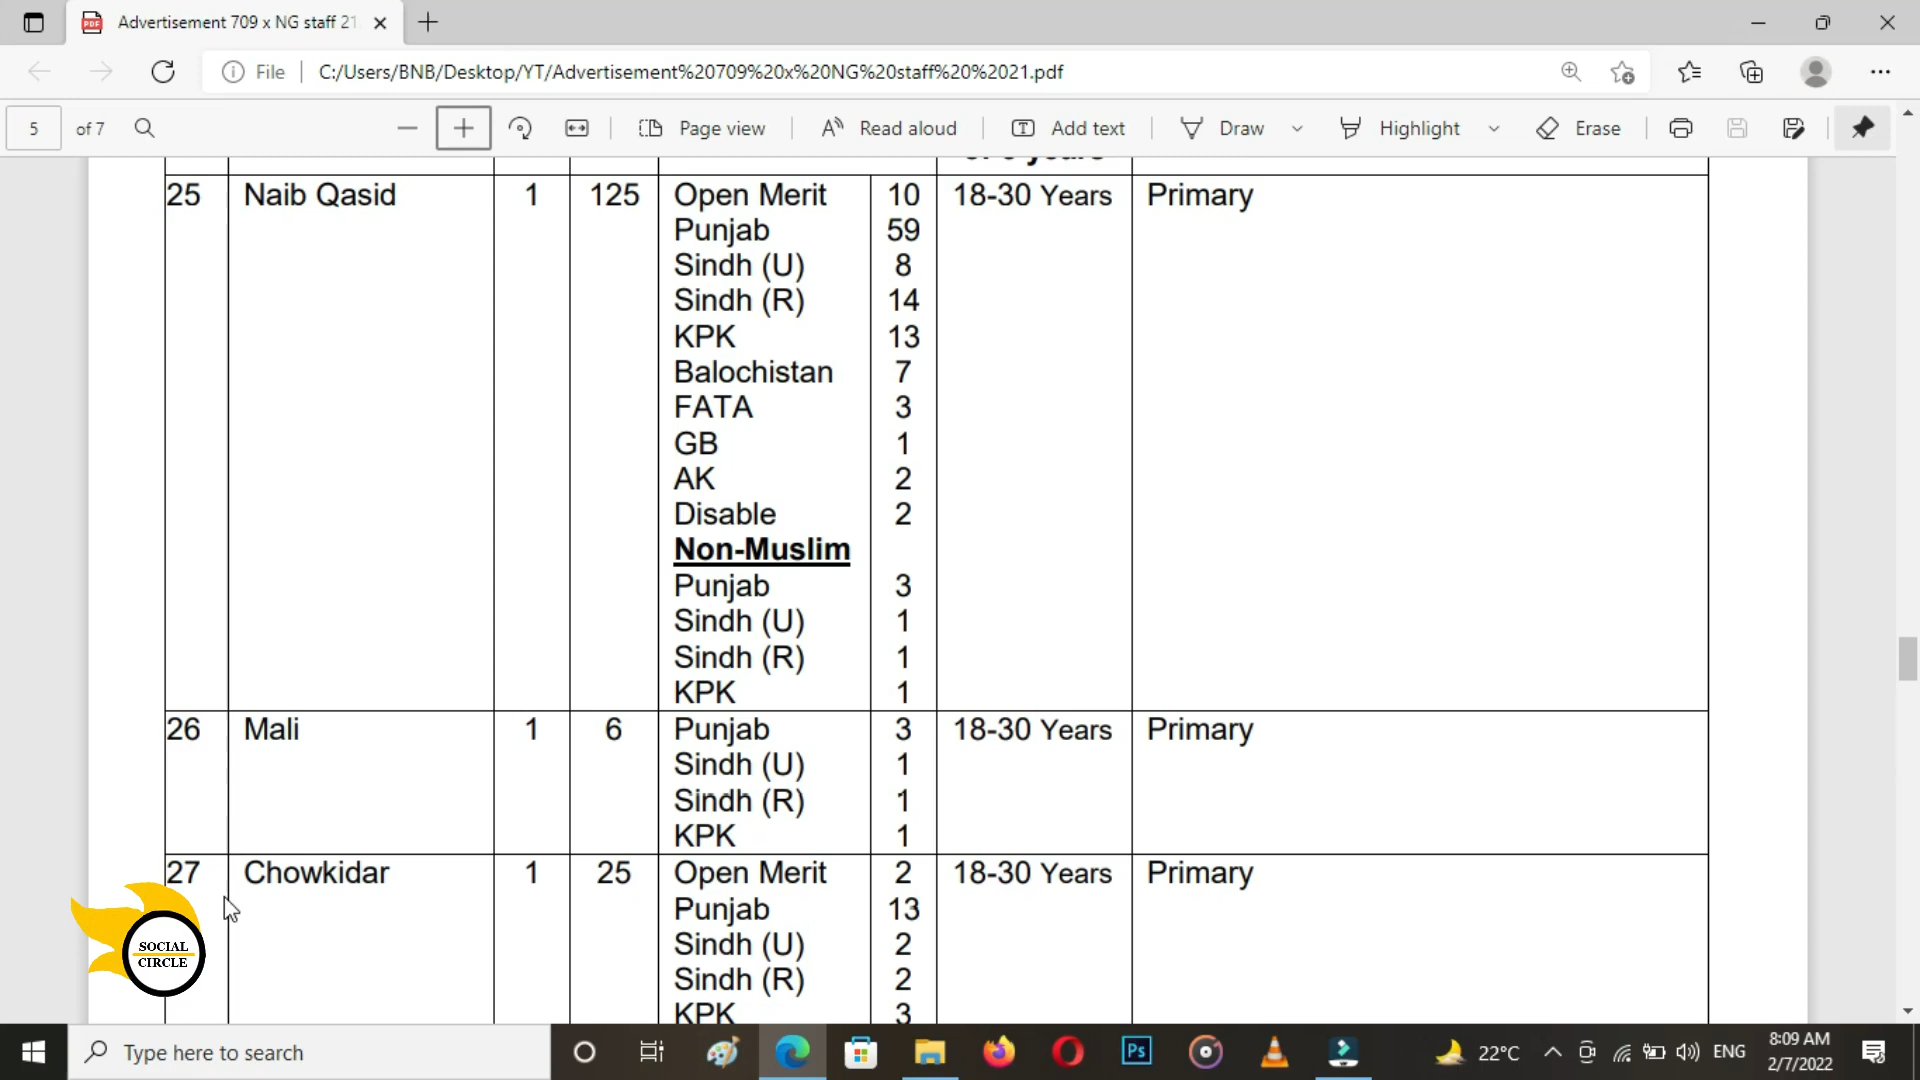 Advertisement 709 x NG staff 21
File
C:/Users/BNB/Desktop/YT/Advertisement%20709%20x%20NG%20staff%20%2021.pdf
5 of 7
Page view
Read aloud
Add text
Draw
Highlight
Erase
25 Naib Qasid 1 125 Open Merit 10 18-30 Years Primary
Punjab 59
Sindh (U) 8
Sindh (R) 14
KPK 13
Balochistan 7
FATA 3
GB 1
AK 2
Disable 2
Non-Muslim
Punjab 3
Sindh (U) 1
Sindh (R) 1
KPK 1
26 Mali 1 6 Punjab 3 18-30 Years Primary
Sindh (U) 1
Sindh (R) 1
KPK 1
27 Chowkidar 1 25 Open Merit 2 18-30 Years Primary
Punjab 13
Sindh (U) 2
Sindh (R) 2
KPK 3
SOCIAL
CIRCLE
Type here to search
Ps
22°C
ENG
8:09 AM
2/7/2022